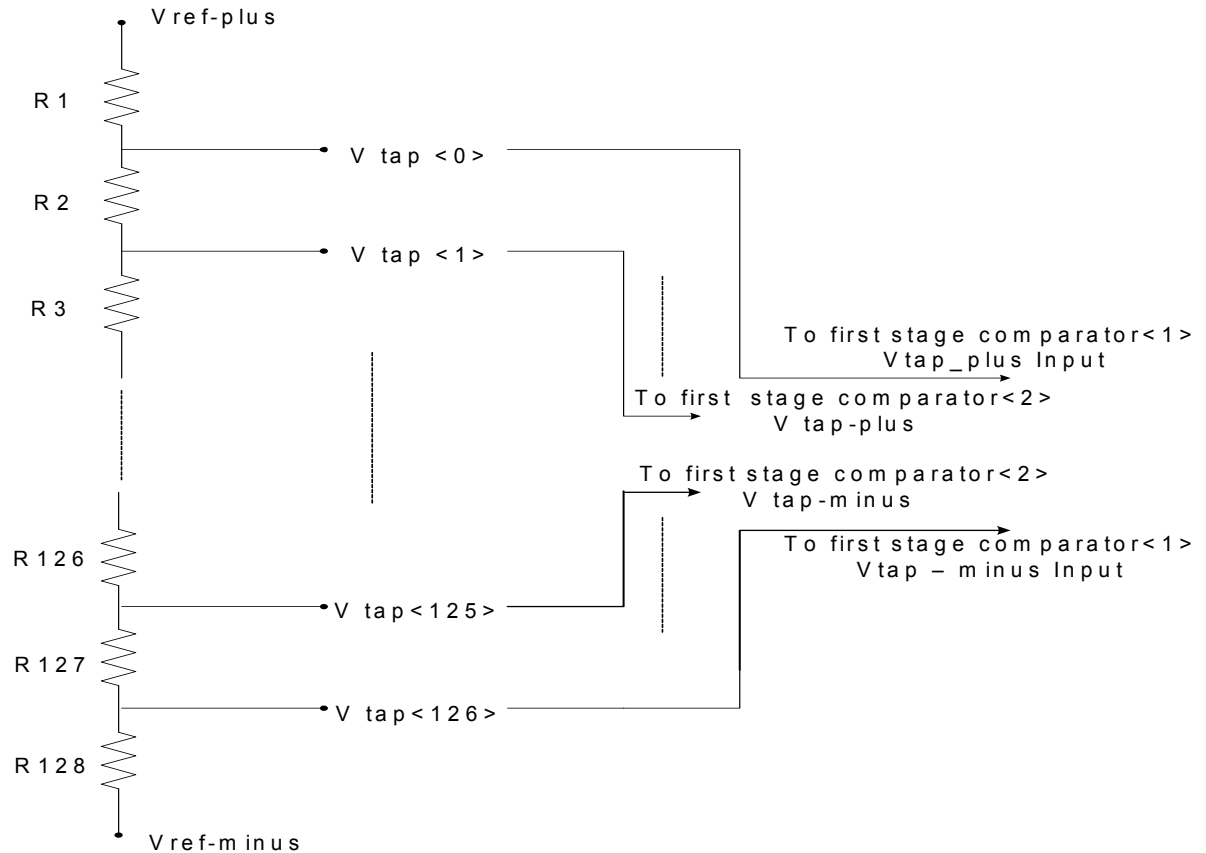 Vref-plus
R1
V tap <0>
R2
V tap <1>
R3
To first stage comparator<1>
Vtap_plus Input
To first stage comparator<2>
V tap-plus
To first stage comparator<2>
V tap-minus
To first stage comparator<1>
Vtap – minus Input
R126
V tap<125>
R127
V tap<126>
R128
Vref-minus